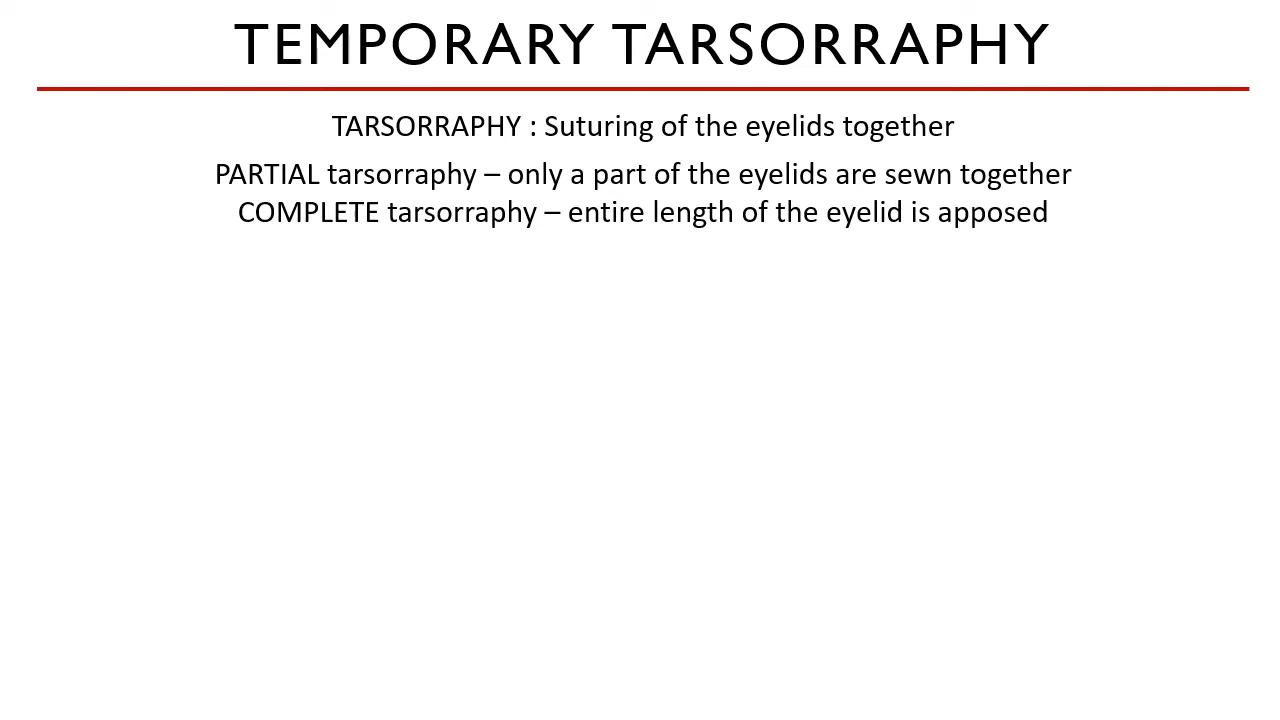 TEMPORARY TARSORRAPHY
TARSORRAPHY : Suturing of the eyelids together
PARTIAL tarsorraphy – only a part of the eyelids are sewn together
COMPLETE tarsorraphy – entire length of the eyelid is apposed